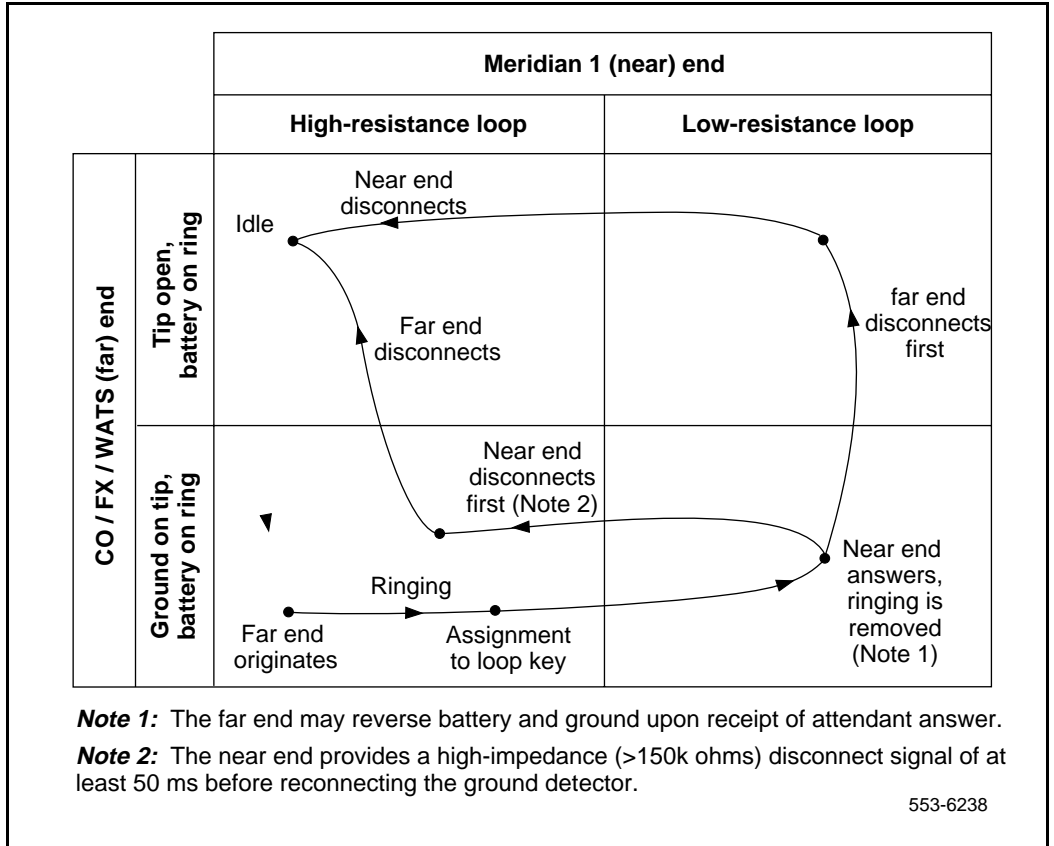 Meridian 1 (near) end
High-resistance loop
Low-resistance loop
CO / FX / WATS (far) end
Tip open,
battery on ring
Idle
Near end
disconnects
Far end
disconnects
far end
disconnects
first
Ground on tip,
battery on ring
Near end
disconnects
first (Note 2)
Ringing
Far end
originates
Assignment
to loop key
Near end
answers,
ringing is
removed
(Note 1)
Note 1: The far end may reverse battery and ground upon receipt of attendant answer.
Note 2: The near end provides a high-impedance (>150k ohms) disconnect signal of at
least 50 ms before reconnecting the ground detector.
553-6238